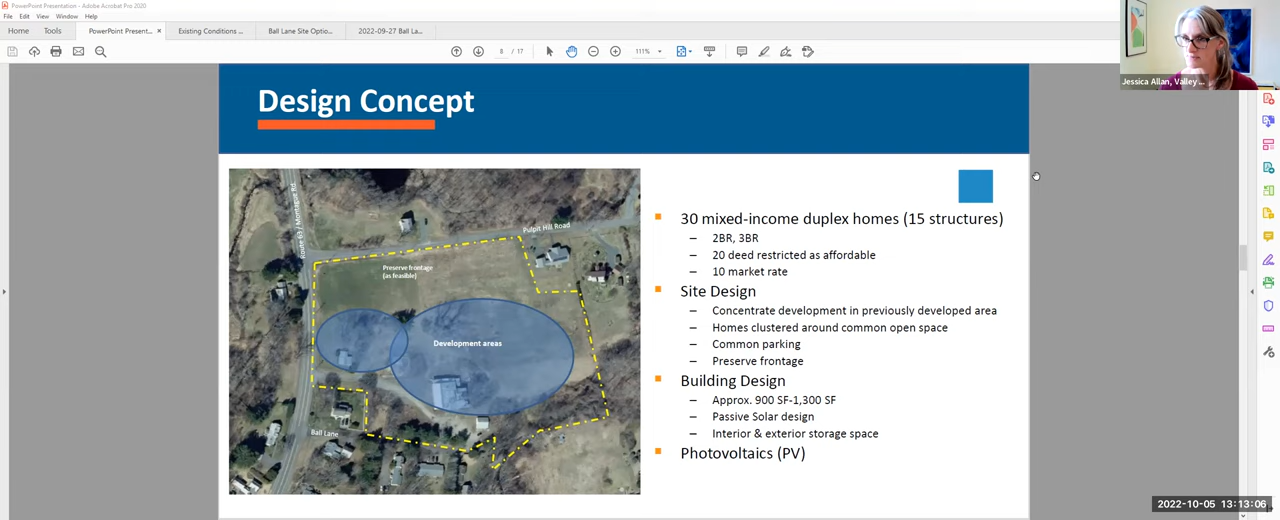 PowerPoint Presentation - Adobe Acrobat Pro 2020
File Edit View Window Help
Home Tools PowerPoint Present... × Existing Conditions ... Ball Lane Site Optio... 2022-09-27 Ball La...
8 / 17 111%
Jessica Allan, Valley ...
Design Concept
Route 63 / Montague Rd
Pulpit Hill Road
Preserve frontage
(as feasible)
Development areas
Ball Lane
30 mixed-income duplex homes (15 structures)
– 2BR, 3BR
– 20 deed restricted as affordable
– 10 market rate
Site Design
– Concentrate development in previously developed area
– Homes clustered around common open space
– Common parking
– Preserve frontage
Building Design
– Approx. 900 SF-1,300 SF
– Passive Solar design
– Interior & exterior storage space
Photovoltaics (PV)
2022-10-05 13:13:06